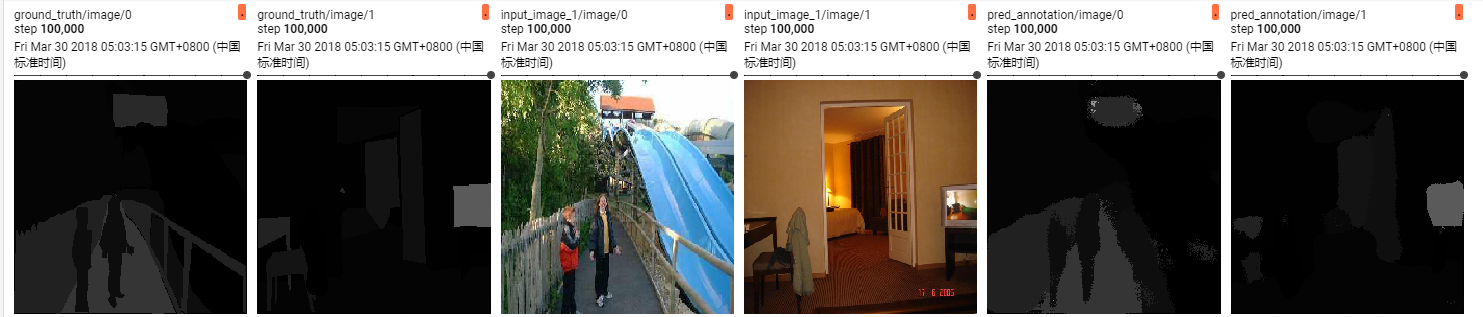 ground_truth/image/0
step 100,000
Fri Mar 30 2018 05:03:15 GMT+0800 (中国
标准时间)
ground_truth/image/1
step 100,000
Fri Mar 30 2018 05:03:15 GMT+0800 (中国
标准时间)
input_image_1/image/0
step 100,000
Fri Mar 30 2018 05:03:15 GMT+0800 (中国
标准时间)
input_image_1/image/1
step 100,000
Fri Mar 30 2018 05:03:15 GMT+0800 (中国
标准时间)
17 6 2005
pred_annotation/image/0
step 100,000
Fri Mar 30 2018 05:03:15 GMT+0800 (中国
标准时间)
pred_annotation/image/1
step 100,000
Fri Mar 30 2018 05:03:15 GMT+0800 (中国
标准时间)